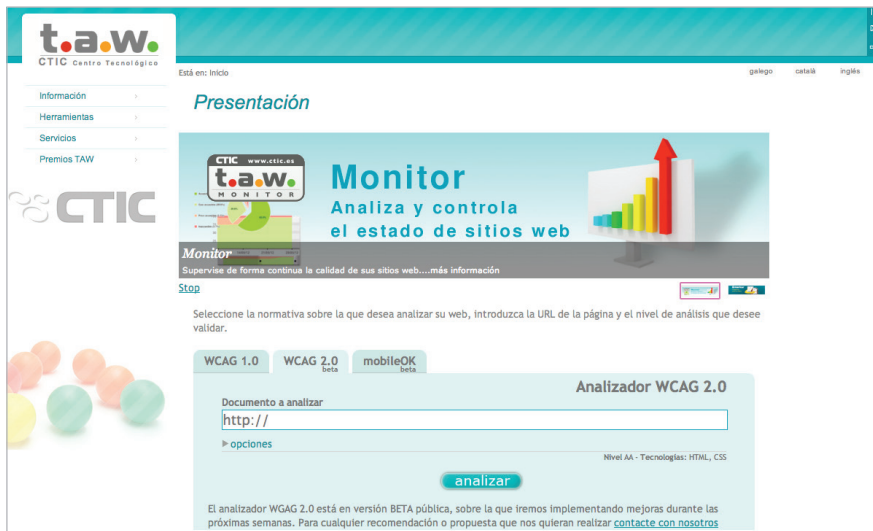 t.a.w.
CTIC Centro Tecnológico
Está en: Inicio
galego català inglés
Información
Herramientas
Servicios
Premios TAW
CTIC
Presentación
CTIC www.ctic.es
t.a.w.
MONITOR
Monitor
Analiza y controla
el estado de sitios web
Monitor
Supervise de forma continua la calidad de sus sitios web....más información
Stop
Seleccione la normativa sobre la que desea analizar su web, introduzca la URL de la página y el nivel de análisis que desee
validar.
WCAG 1.0 WCAG 2.0 beta mobileOK beta
Analizador WCAG 2.0
Documento a analizar
http://
opciones
Nivel AA - Tecnologías: HTML, CSS
analizar
El analizador WGAG 2.0 está en versión BETA pública, sobre la que iremos implementando mejoras durante las
próximas semanas. Para cualquier recomendación o propuesta que nos quieran realizar contacte con nosotros